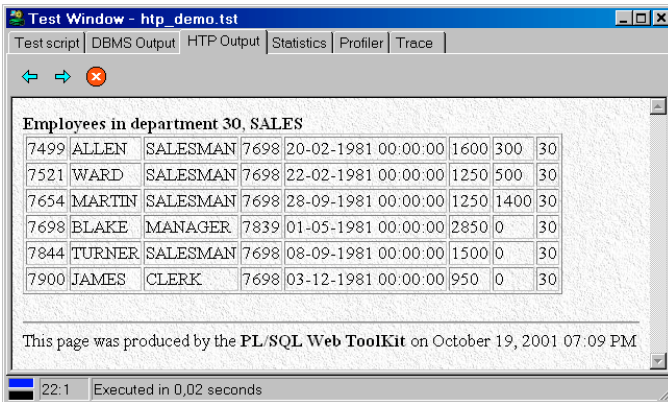 Test Window - htp_demo.tst
Test script DBMS Output HTP Output Statistics Profiler Trace
Employees in department 30, SALES
7499 ALLEN SALESMAN 7698 20-02-1981 00:00:00 1600 300 30
7521 WARD SALESMAN 7698 22-02-1981 00:00:00 1250 500 30
7654 MARTIN SALESMAN 7698 28-09-1981 00:00:00 1250 1400 30
7698 BLAKE MANAGER 7839 01-05-1981 00:00:00 2850 0 30
7844 TURNER SALESMAN 7698 08-09-1981 00:00:00 1500 0 30
7900 JAMES CLERK 7698 03-12-1981 00:00:00 950 0 30
This page was produced by the PL/SQL Web ToolKit on October 19, 2001 07:09 PM
22:1 Executed in 0,02 seconds